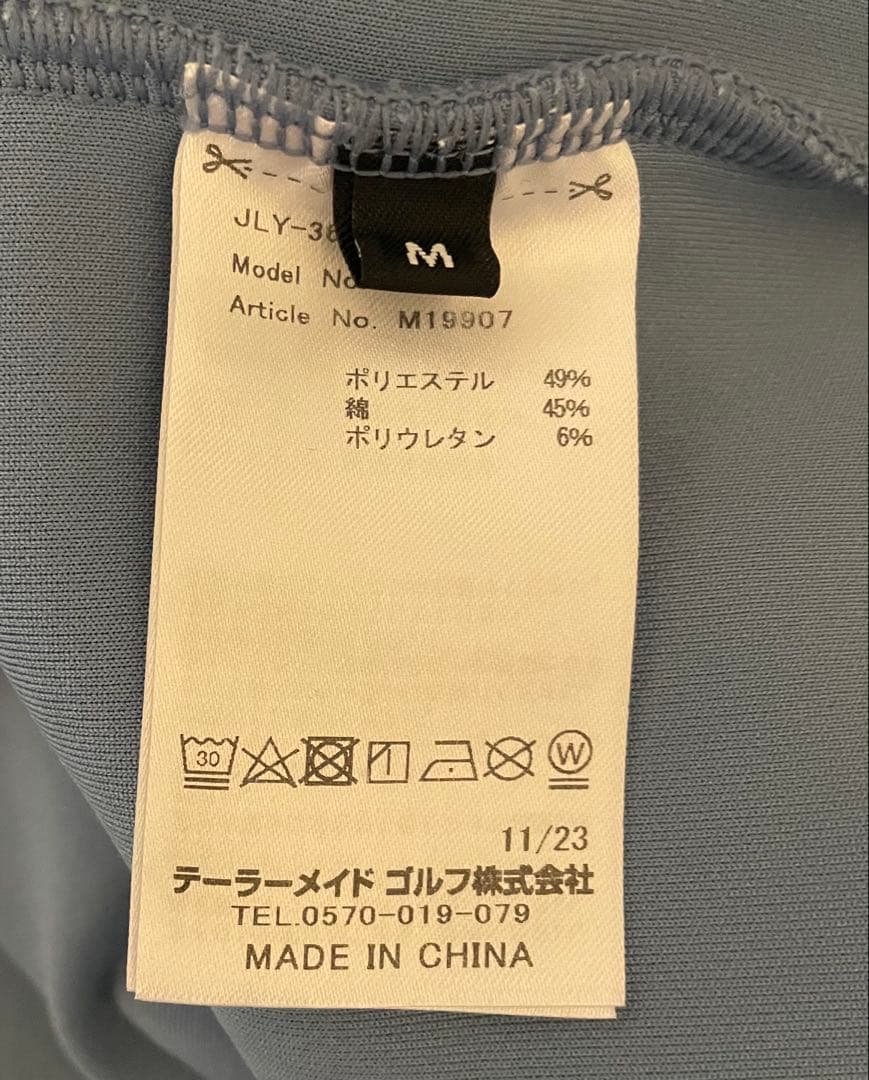 M
JLY-38
Model No.
Article No. M19907
ポリエステル 49%
綿 45%
ポリウレタン 6%
30
W
11/23
テーラーメイド ゴルフ株式会社
TEL.0570-019-079
MADE IN CHINA